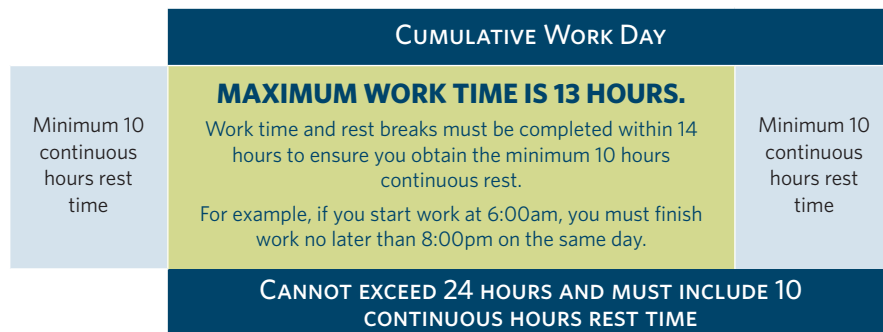 CUMULATIVE WORK DAY
Minimum 10
continuous
hours rest
time
MAXIMUM WORK TIME IS 13 HOURS.
Work time and rest breaks must be completed within 14
hours to ensure you obtain the minimum 10 hours
continuous rest.
For example, if you start work at 6:00am, you must finish
work no later than 8:00pm on the same day.
Minimum 10
continuous
hours rest
time
CANNOT EXCEED 24 HOURS AND MUST INCLUDE 10
CONTINUOUS HOURS REST TIME